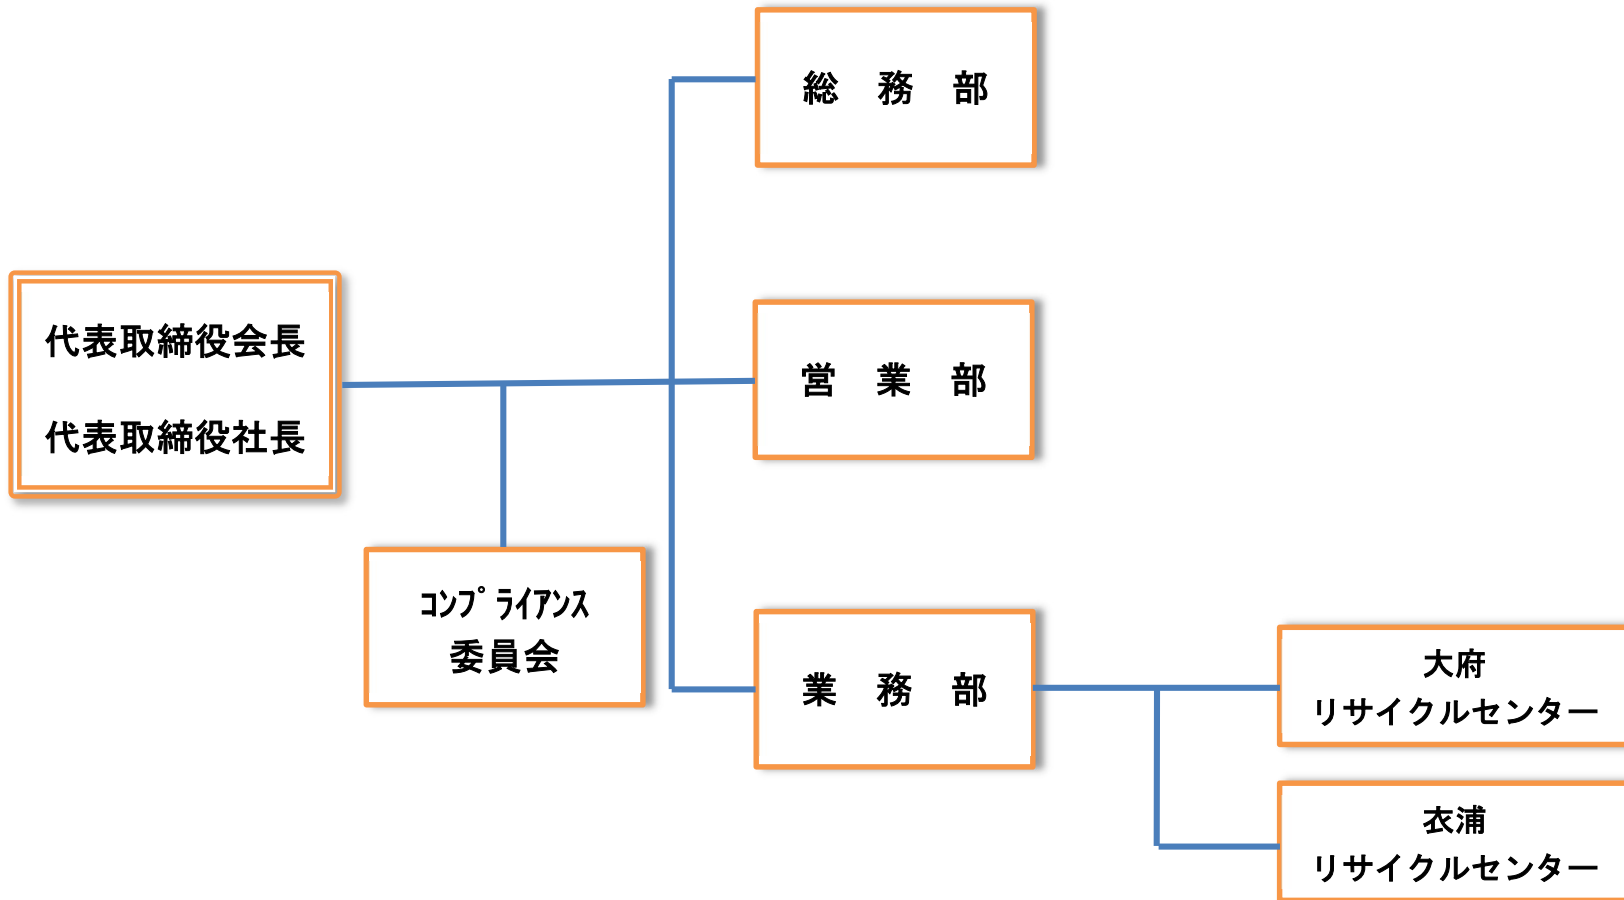 総　務　部
代表取締役会長
代表取締役社長
営　業　部
ｺﾝﾌﾟﾗｲｱﾝｽ
委員会
業　務　部
大府
リサイクルセンター
衣浦
リサイクルセンター